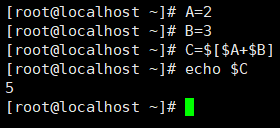 [root@localhost ~]# A=2
[root@localhost ~]# B=3
[root@localhost ~]# C=$[$A+$B]
[root@localhost ~]# echo $C
5
[root@localhost ~]#